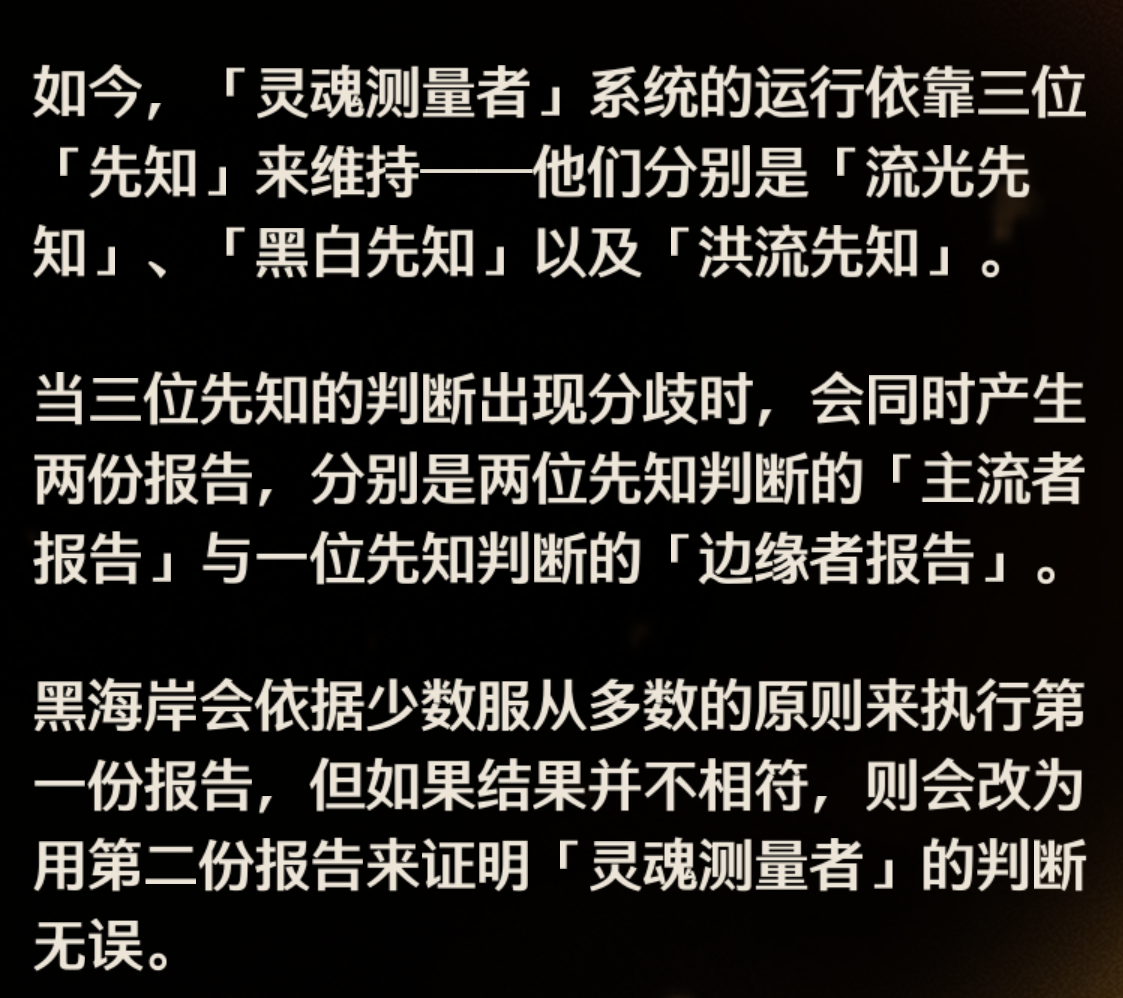 如今，「灵魂测量者」系统的运行依靠三位
「先知」来维持——他们分别是「流光先
知」、「黑白先知」以及「洪流先知」。
当三位先知的判断出现分歧时，会同时产生
两份报告，分别是两位先知判断的「主流者
报告」与一位先知判断的「边缘者报告」。
黑海岸会依据少数服从多数的原则来执行第
一份报告，但如果结果并不相符，则会改为
用第二份报告来证明「灵魂测量者」的判断
无误。